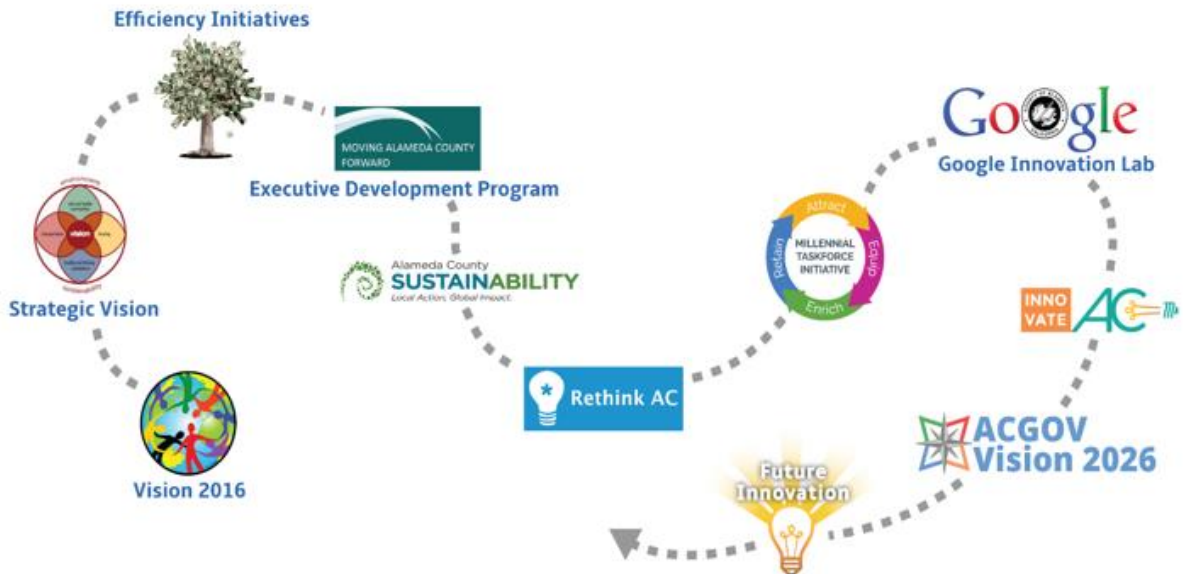 Efficiency Initiatives
MOVING ALAMEDA COUNTY
FORWARD
Executive Development Program
vision
Strategic Vision
Vision 2016
Alameda County
SUSTAINABILITY
Local Action, Global Impact.
Rethink AC
Attract
Equip
Enrich
Retain
MILLENNIAL
TASKFORCE
INITIATIVE
Google
Google Innovation Lab
INNO
VATE
AC
ACGOV
Vision 2026
Future
Innovation